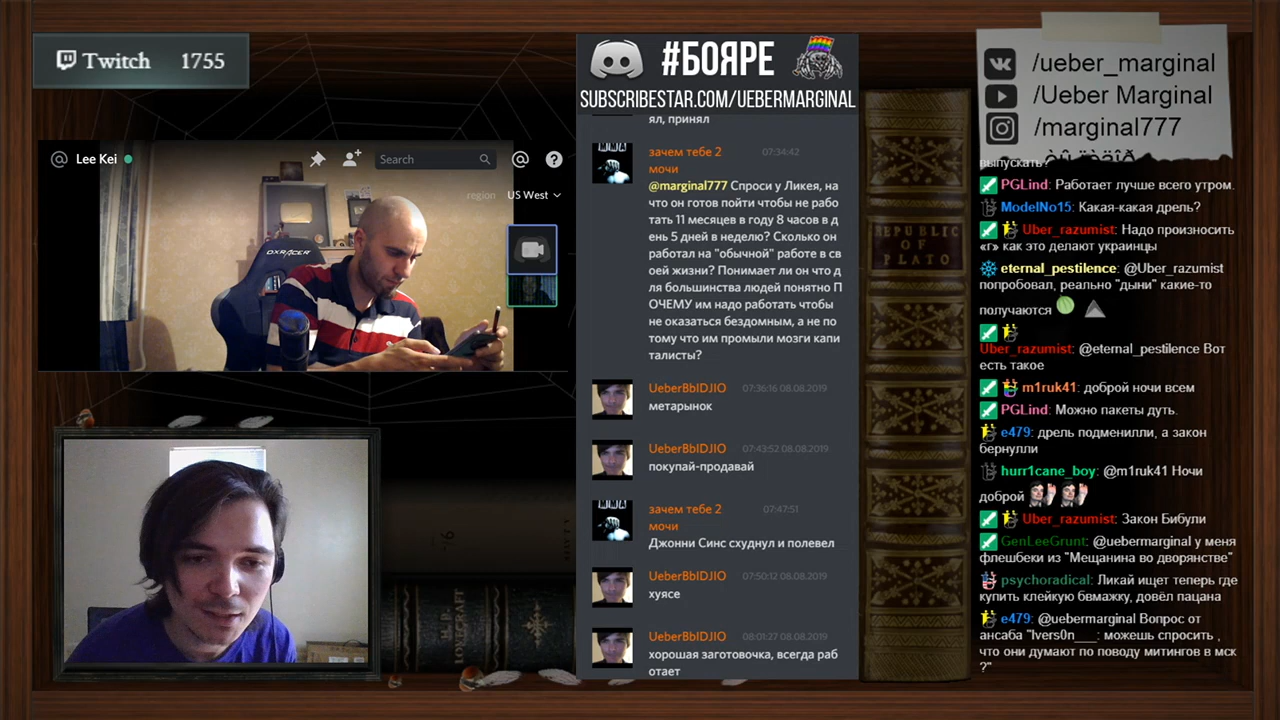 Twitch 1755
@ Lee Kei
Search
@ ?
region US West
#БОЯРЕ
SUBSCRIBESTAR.COM/UEBERMARGINAL
ял, принял
зачем тебе 2 07:34:42
мочи
@marginal777 Спроси у Ликея, на
что он готов пойти чтобы не рабо
тать 11 месяцев в году 8 часов в д
ень 5 дней в неделю? Сколько он
работал на "обычной" работе в св
оей жизни? Понимает ли он что д
ля большинства людей понятно П
ОЧЕМУ им надо работать чтобы
не оказаться бездомным, а не по
тому что им промыли мозги капи
талисты?
UeberBbIDJIO 07:36:16 08.08.2019
метарынок
UeberBbIDJIO 07:43:52 08.08.2019
покупай-продавай
зачем тебе 2 07:47:51
мочи
Джонни Синс схуднул и полевел
UeberBbIDJIO 07:50:12 08.08.2019
хуясе
UeberBbIDJIO 08:01:27 08.08.2019
хорошая заготовочка, всегда раб
отает
REPUBLIC
OF
PLATO
H.P.
LOVECRAFT
/ueber_marginal
/Ueber Marginal
/marginal777
выпускать?
PGLind: Работает лучше всего утром.
ModelNo15: Какая-какая дрель?
Uber_razumist: Надо произносить
«г» как это делают украинцы
eternal_pestilence: @Uber_razumist
попробовал, реально "дыни" какие-то
получаются
Uber_razumist: @eternal_pestilence Вот
есть такое
m1ruk41: доброй ночи всем
PGLind: Можно пакеты дуть.
e479: дрель подменилли, а закон
бернулли
hurr1cane_boy: @m1ruk41 Ночи
доброй
Uber_razumist: Закон Бибули
GenLeeGrunt: @uebermarginal у меня
флешбеки из "Мещанина во дворянстве"
psychoradical: Ликай ищет теперь где
купить клейкую бвмажку, довёл пацана
e479: @uebermarginal Вопрос от
ансаба "lvers0n___: можешь спросить ,
что они думают по поводу митингов в мск
?"